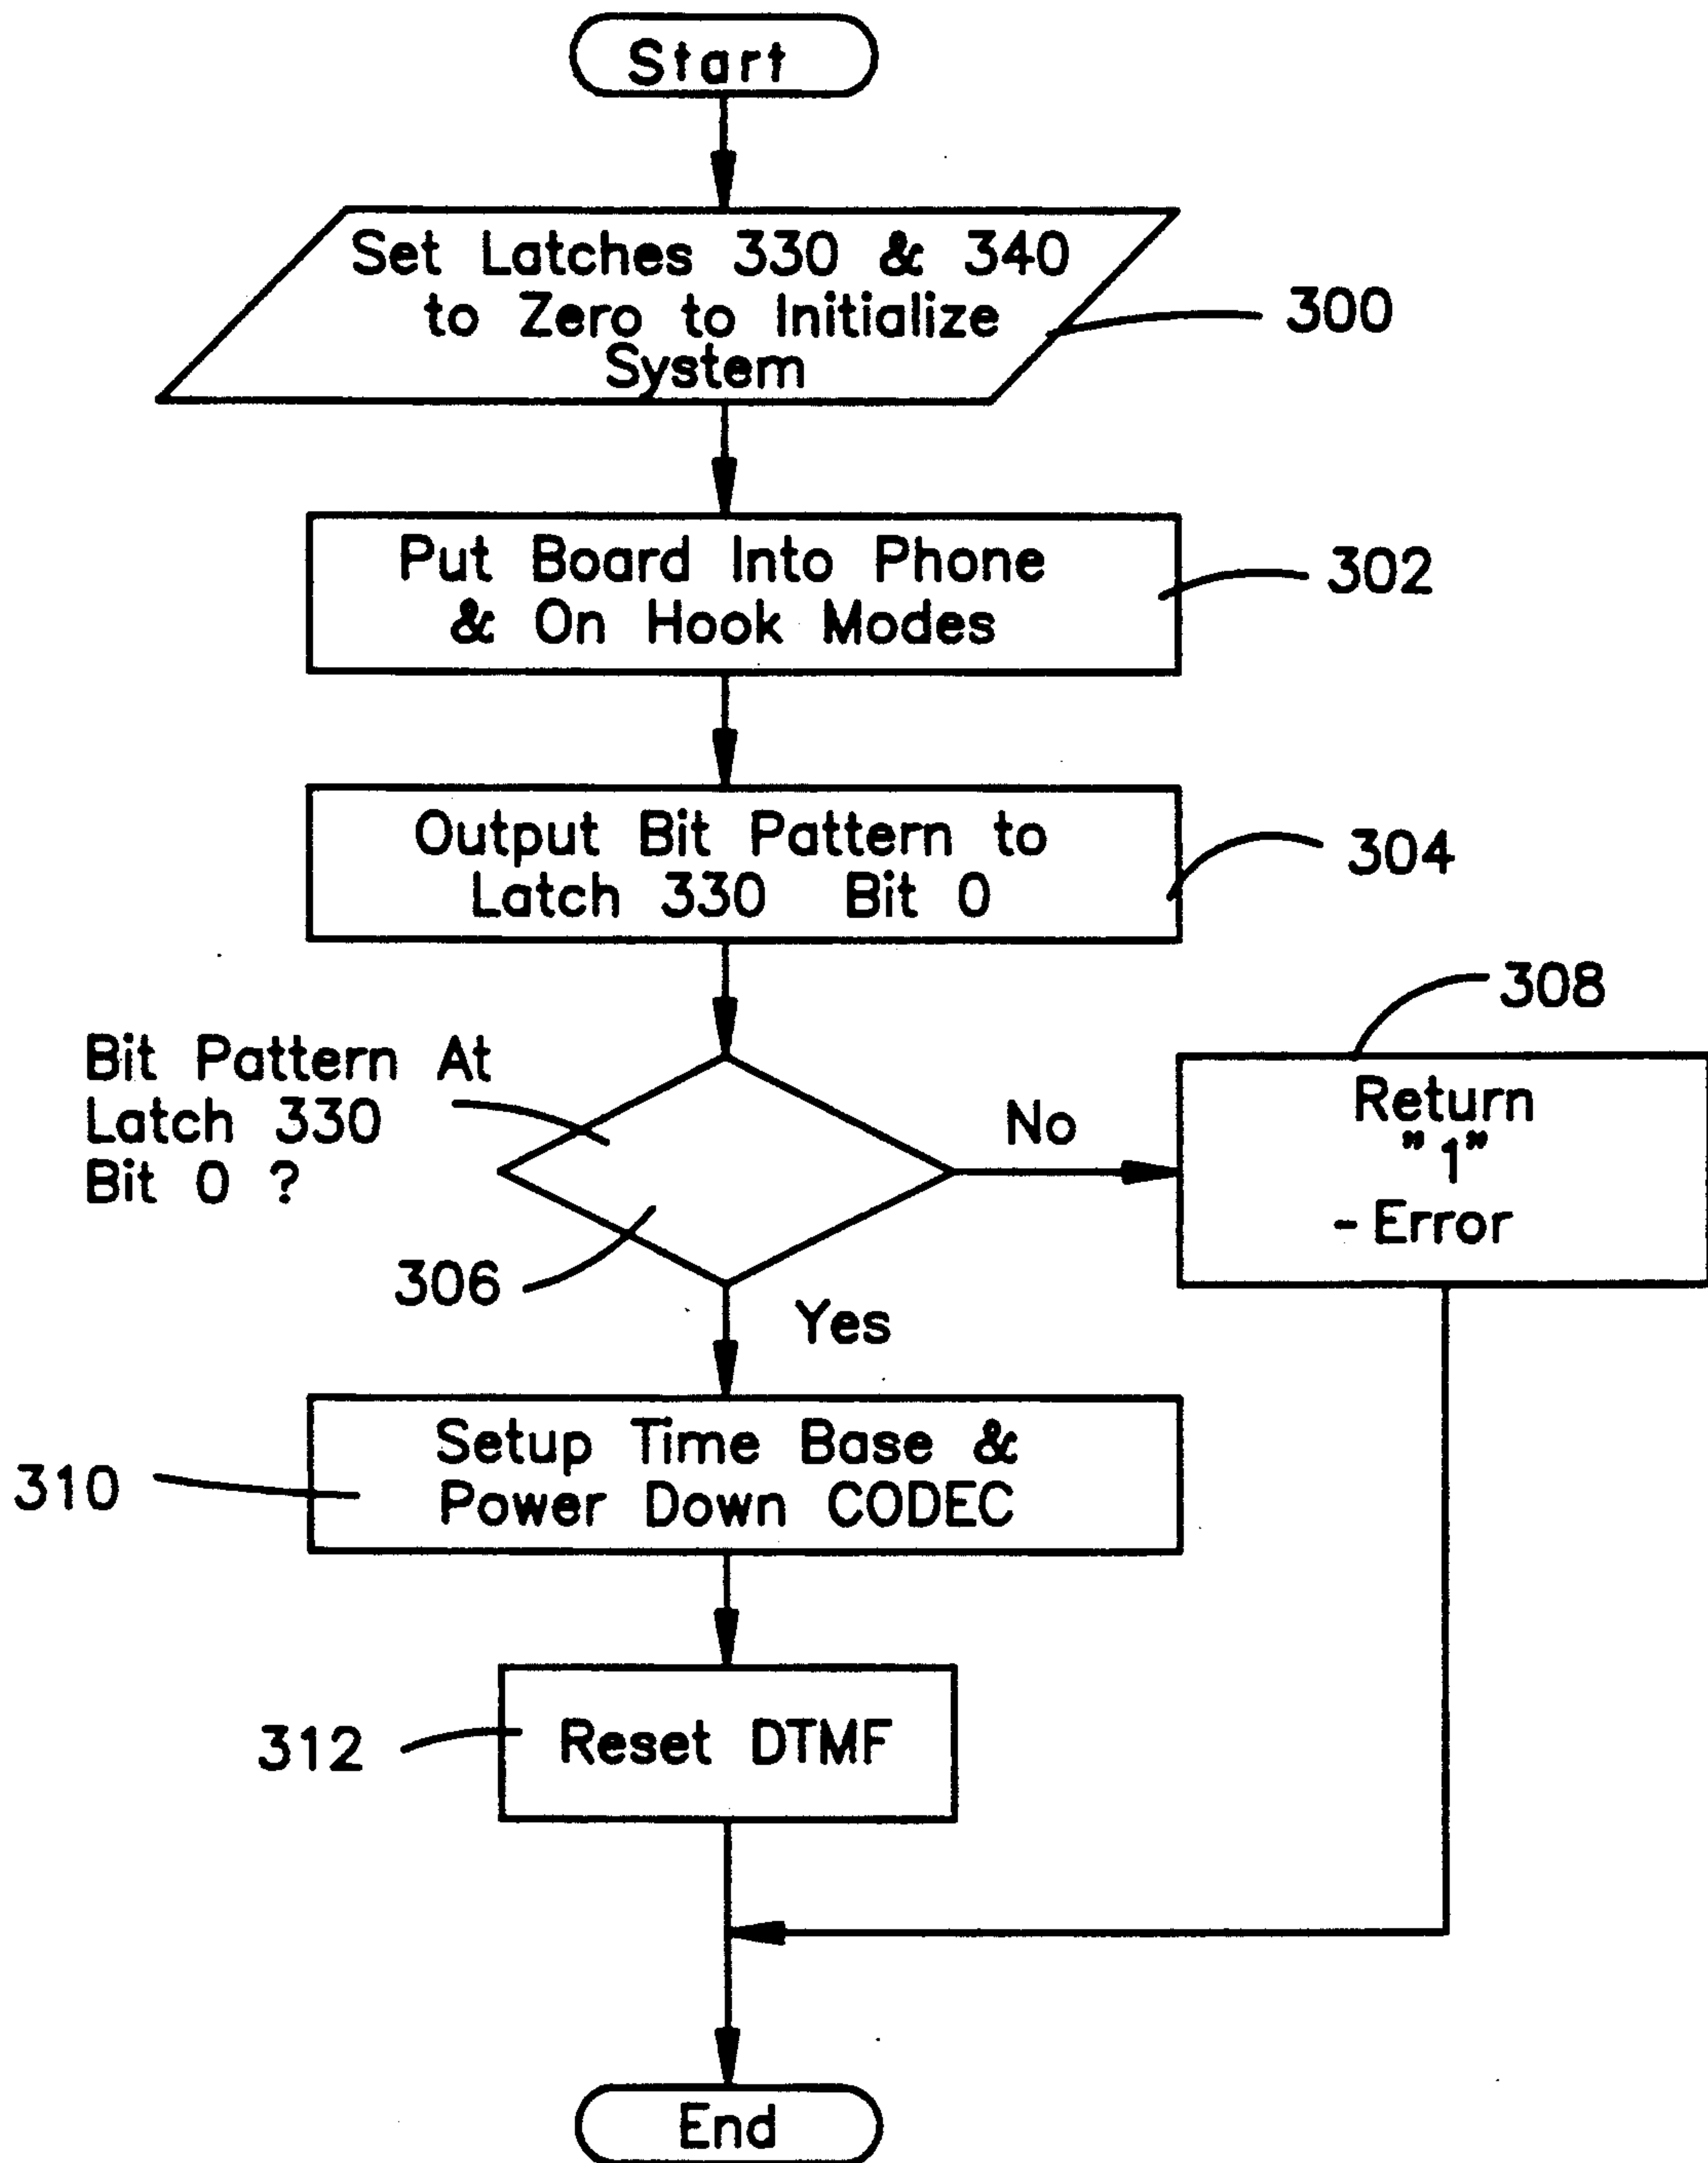 Start
Set Latches 330 & 340
to Zero to Initialize
System
300
Put Board Into Phone
& On Hook Modes
302
Output Bit Pattern to
Latch 330 Bit 0
304
Bit Pattern At
Latch 330
Bit 0 ?
306
No
308
Return
"1"
- Error
Yes
Setup Time Base &
Power Down CODEC
310
Reset DTMF
312
End